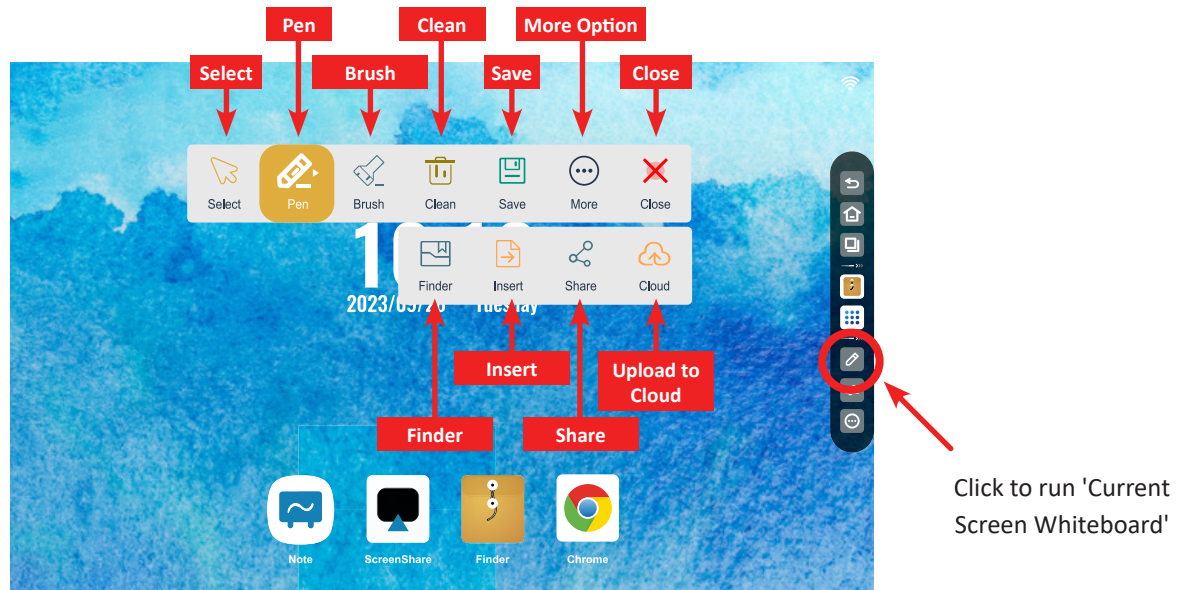 Pen
Clean
More Option
Select
Brush
Save
Close
Select
Pen
Brush
Clean
Save
More
Close
Finder
Insert
Share
Cloud
Tuesday
Insert
Upload to
Cloud
Finder
Share
Click to run 'Current
Screen Whiteboard'
Note
ScreenShare
Finder
Chrome